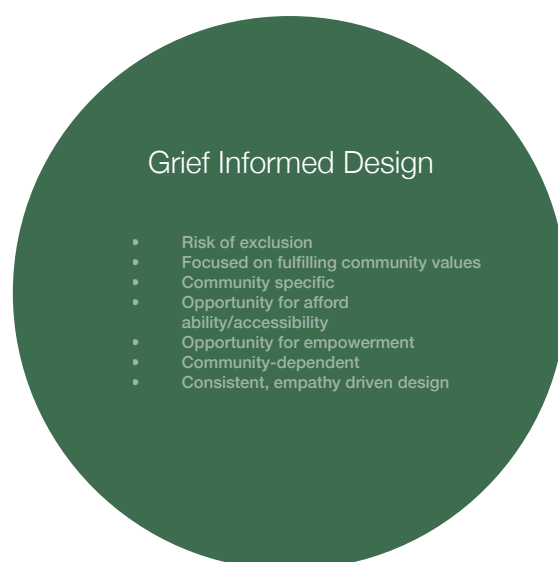 Grief Informed Design
• Risk of exclusion
• Focused on fulfilling community values
• Community specific
• Opportunity for afford
ability/accessibility
• Opportunity for empowerment
• Community-dependent
• Consistent, empathy driven design